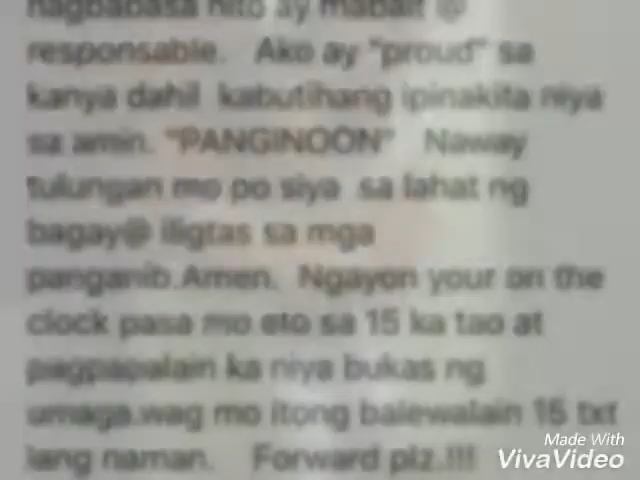 nagbabasa nito ay mabait @
responsable. Ako ay "proud" sa
kanya dahil kabutihang ipinakita niya
sa amin. "PANGINOON" Naway
tulungan mo po siya sa lahat ng
bagay@ iligtas sa mga
panganib.Amen. Ngayon your on the
clock pasa mo eto sa 15 ka tao at
pagpapalain ka niya bukas ng
umaga.wag mo itong balewalain 15 txt
lang naman. Forward plz.!!!
Made With
VivaVideo